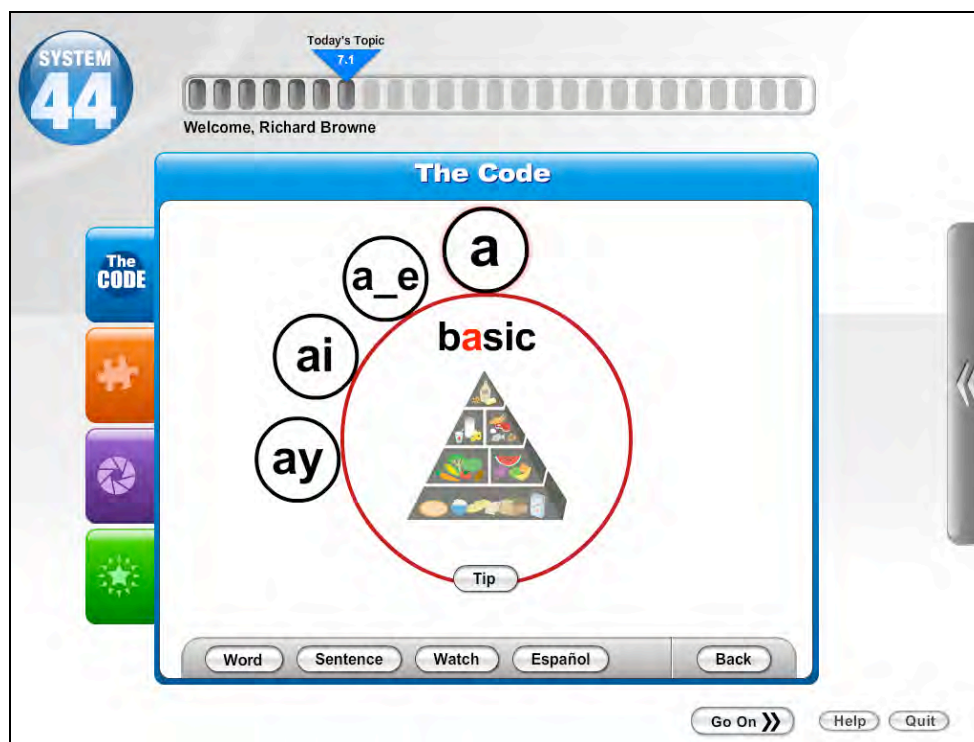 Today's Topic
7.1
SYSTEM
44
Welcome, Richard Browne
The Code
The
CODE
a
a_e
ai
ay
basic
Tip
Word Sentence Watch Español Back
Go On Help Quit